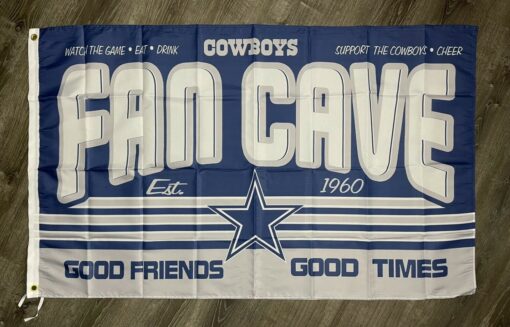 WATCH THE GAME • EAT • DRINK COWBOYS SUPPORT THE COWBOYS • CHEER
FAN CAVE
Est. 1960
GOOD FRIENDS GOOD TIMES